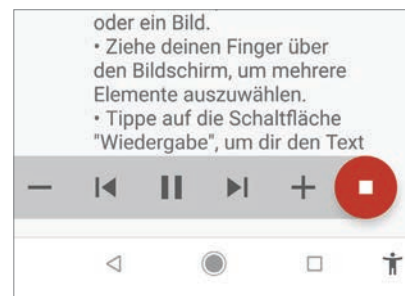 oder ein Bild.
• Ziehe deinen Finger über
den Bildschirm, um mehrere
Elemente auszuwählen.
• Tippe auf die Schaltfläche
"Wiedergabe", um dir den Text